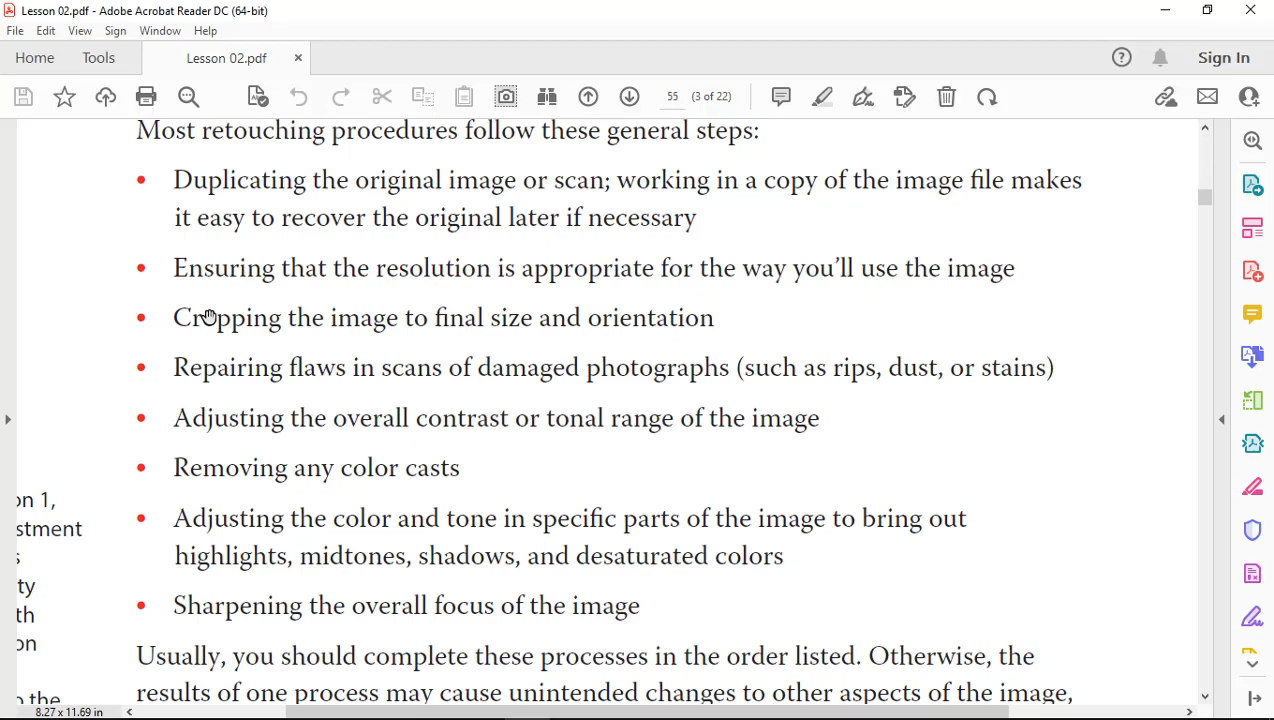 Lesson 02.pdf - Adobe Acrobat Reader DC (64-bit)
File Edit View Sign Window Help
Home Tools Lesson 02.pdf × Sign In
55 (3 of 22)
Most retouching procedures follow these general steps:
• Duplicating the original image or scan; working in a copy of the image file makes
it easy to recover the original later if necessary
• Ensuring that the resolution is appropriate for the way you’ll use the image
• Cropping the image to final size and orientation
• Repairing flaws in scans of damaged photographs (such as rips, dust, or stains)
• Adjusting the overall contrast or tonal range of the image
• Removing any color casts
• Adjusting the color and tone in specific parts of the image to bring out
highlights, midtones, shadows, and desaturated colors
• Sharpening the overall focus of the image
Usually, you should complete these processes in the order listed. Otherwise, the
results of one process may cause unintended changes to other aspects of the image,
on 1,
stment
s
ty
th
on
o the
8.27 x 11.69 in